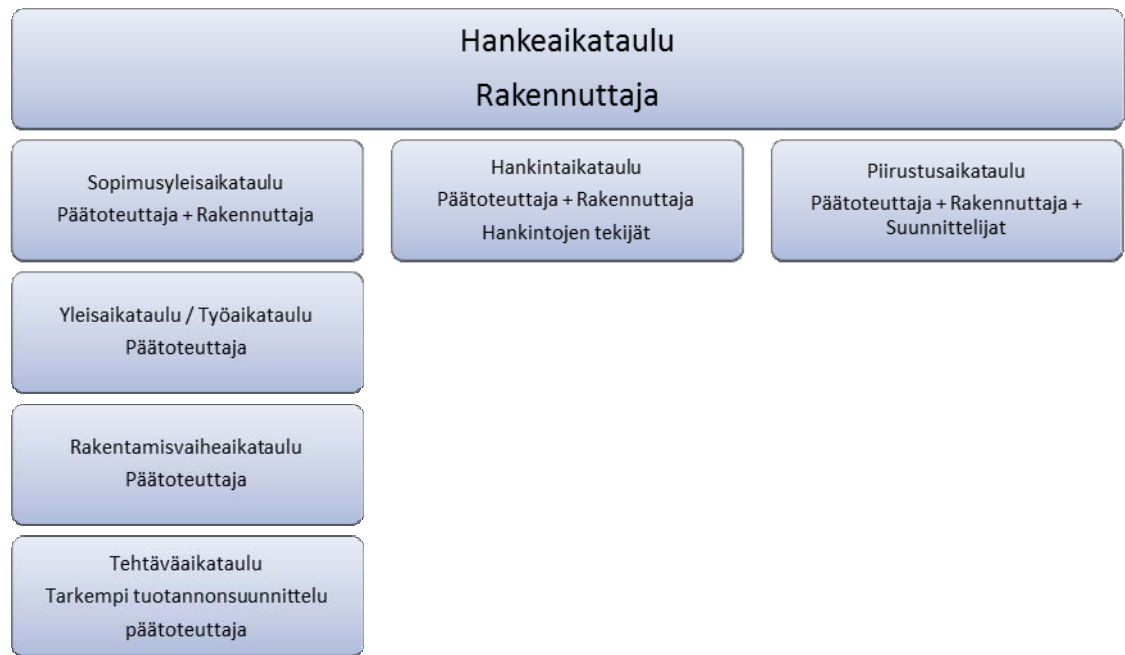 Hankeaikataulu
Rakennuttaja
Sopimusyleisaikataulu
Päätoteuttaja + Rakennuttaja
Hankintaikataulu
Päätoteuttaja + Rakennuttaja
Hankintojen tekijät
Piirustusaikataulu
Päätoteuttaja + Rakennuttaja +
Suunnittelijat
Yleisaikataulu / Työaikataulu
Päätoteuttaja
Rakentamisvaiheaikataulu
Päätoteuttaja
Tehtäväaikataulu
Tarkempi tuotannonsuunnittelu
päätoteuttaja